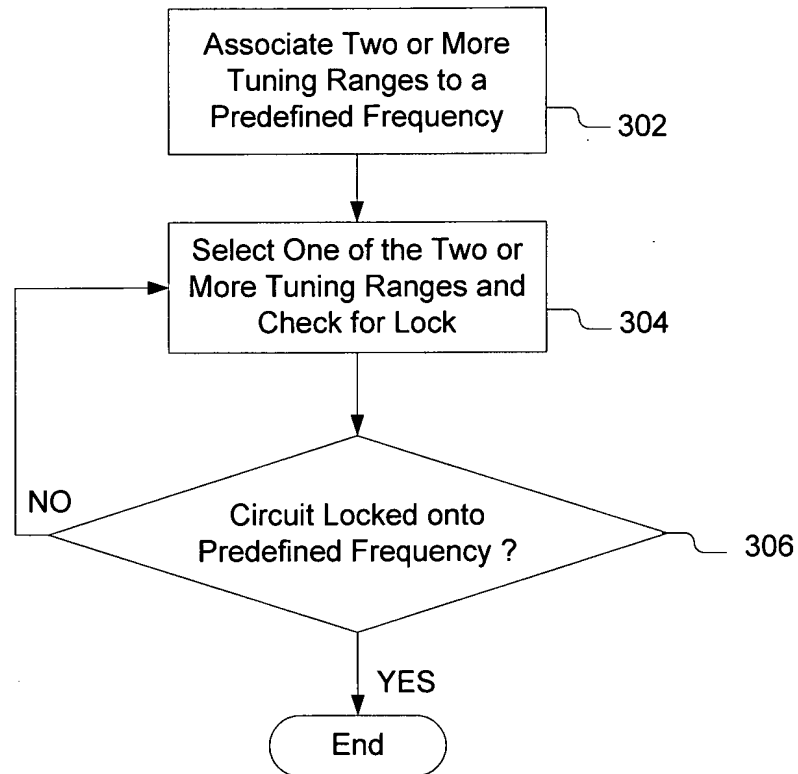 Associate Two or More
Tuning Ranges to a
Predefined Frequency
302
Select One of the Two or
More Tuning Ranges and
Check for Lock
304
NO
Circuit Locked onto
Predefined Frequency ?
306
YES
End